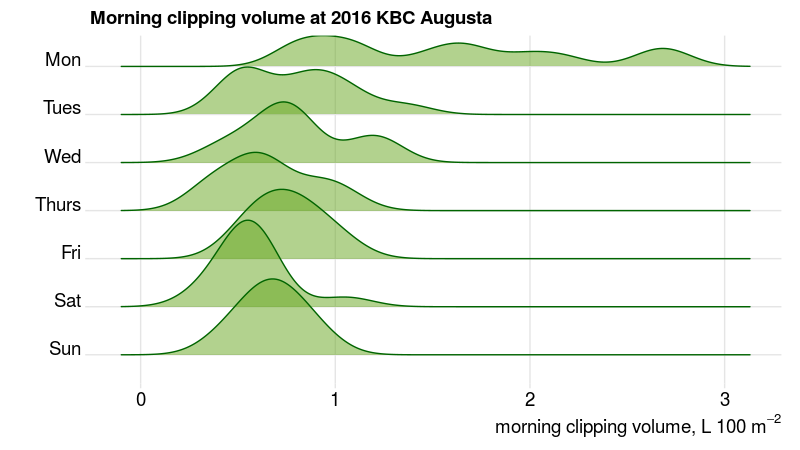 Morning clipping volume at 2016 KBC Augusta
Mon
Tues
Wed
Thurs
Fri
Sat
Sun
0 1 2 3
morning clipping volume, L 100 m⁻²